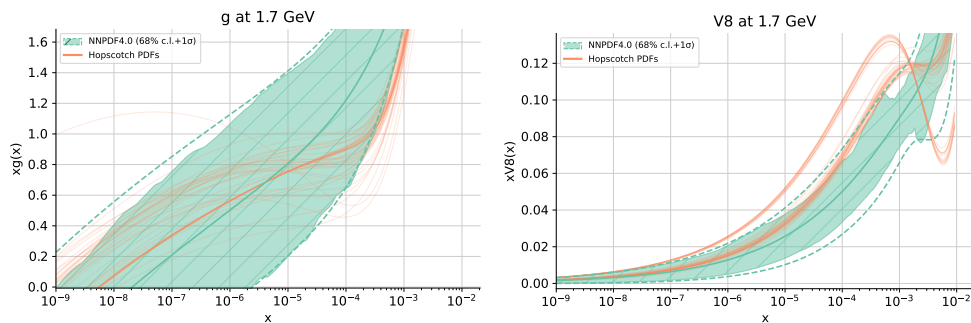 g at 1.7 GeV
NNPDF4.0 (68% c.l.+1σ)
Hopscotch PDFs
1.6
1.4
1.2
1.0
0.8
0.6
0.4
0.2
0.0
xg(x)
10⁻⁹ 10⁻⁸ 10⁻⁷ 10⁻⁶ 10⁻⁵ 10⁻⁴ 10⁻³ 10⁻²
x
V8 at 1.7 GeV
NNPDF4.0 (68% c.l.+1σ)
Hopscotch PDFs
0.12
0.10
0.08
0.06
0.04
0.02
0.00
xV8(x)
10⁻⁹ 10⁻⁸ 10⁻⁷ 10⁻⁶ 10⁻⁵ 10⁻⁴ 10⁻³ 10⁻²
x